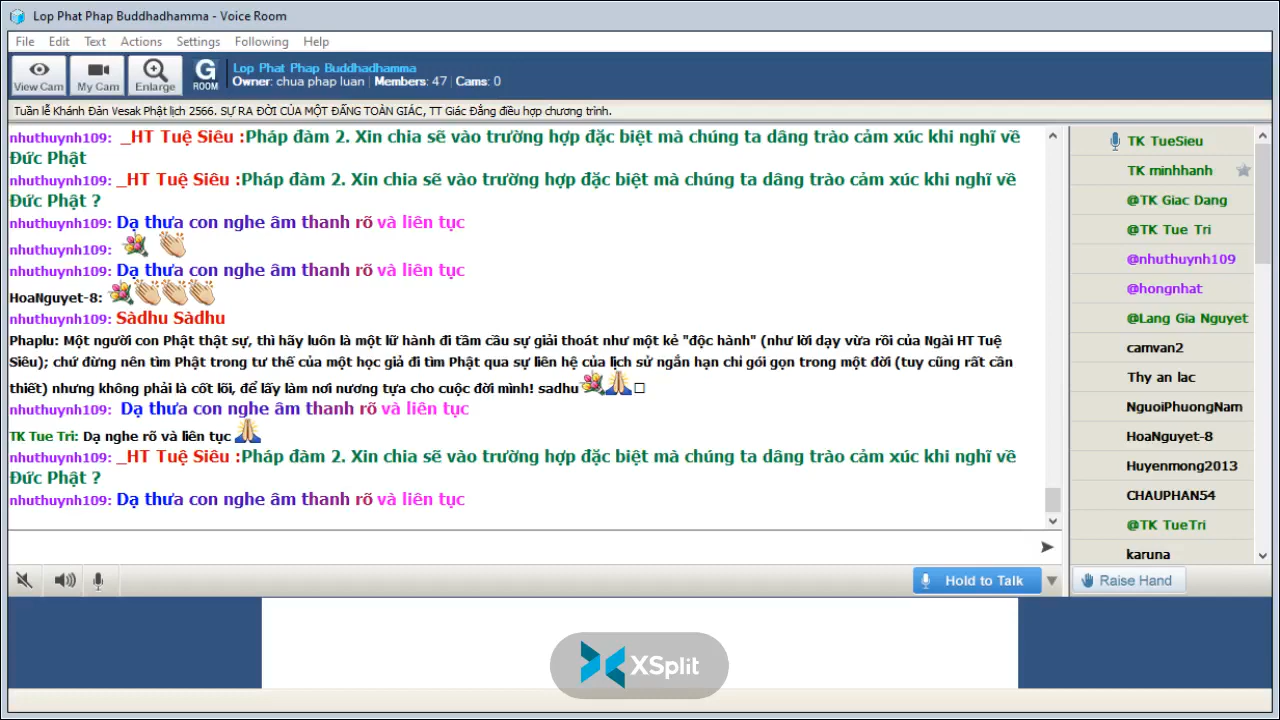 Lop Phat Phap Buddhadhamma - Voice Room
File Edit Text Actions Settings Following Help
View Cam My Cam Enlarge G ROOM
Lop Phat Phap Buddhadhamma
Owner: chua phap luan | Members: 47 | Cams: 0
Tuần lễ Khánh Đản Vesak Phật lịch 2566. SỰ RA ĐỜI CỦA MỘT ĐẤNG TOÀN GIÁC, TT Giác Đẳng điều hợp chương trình.
nhuthuynh109: _HT Tuệ Siêu :Pháp đàm 2. Xin chia sẽ vào trường hợp đặc biệt mà chúng ta dâng trào cảm xúc khi nghĩ về
Đức Phật
nhuthuynh109: _HT Tuệ Siêu :Pháp đàm 2. Xin chia sẽ vào trường hợp đặc biệt mà chúng ta dâng trào cảm xúc khi nghĩ về
Đức Phật ?
nhuthuynh109: Dạ thưa con nghe âm thanh rõ và liên tục
nhuthuynh109:
nhuthuynh109: Dạ thưa con nghe âm thanh rõ và liên tục
HoaNguyet-8:
nhuthuynh109: Sàdhu Sàdhu
Phaplu: Một người con Phật thật sự, thì hãy luôn là một lữ hành đi tầm cầu sự giải thoát như một kẻ "độc hành" (như lời dạy vừa rồi của Ngài HT Tuệ
Siêu); chứ đừng nên tìm Phật trong tư thế của một học giả đi tìm Phật qua sự liên hệ của lịch sử ngắn hạn chỉ gói gọn trong một đời (tuy cũng rất cần
thiết) nhưng không phải là cốt lõi, để lấy làm nơi nương tựa cho cuộc đời mình! sadhu
nhuthuynh109: Dạ thưa con nghe âm thanh rõ và liên tục
TK Tue Tri: Dạ nghe rõ và liên tục
nhuthuynh109: _HT Tuệ Siêu :Pháp đàm 2. Xin chia sẽ vào trường hợp đặc biệt mà chúng ta dâng trào cảm xúc khi nghĩ về
Đức Phật ?
nhuthuynh109: Dạ thưa con nghe âm thanh rõ và liên tục
TK TueSieu
TK minhhanh
@TK Giac Dang
@TK Tue Tri
@nhuthuynh109
@hongnhat
@Lang Gia Nguyet
camvan2
Thy an lac
NguoiPhuongNam
HoaNguyet-8
Huyenmong2013
CHAUPHAN54
@TK TueTri
karuna
Hold to Talk
Raise Hand
XSplit